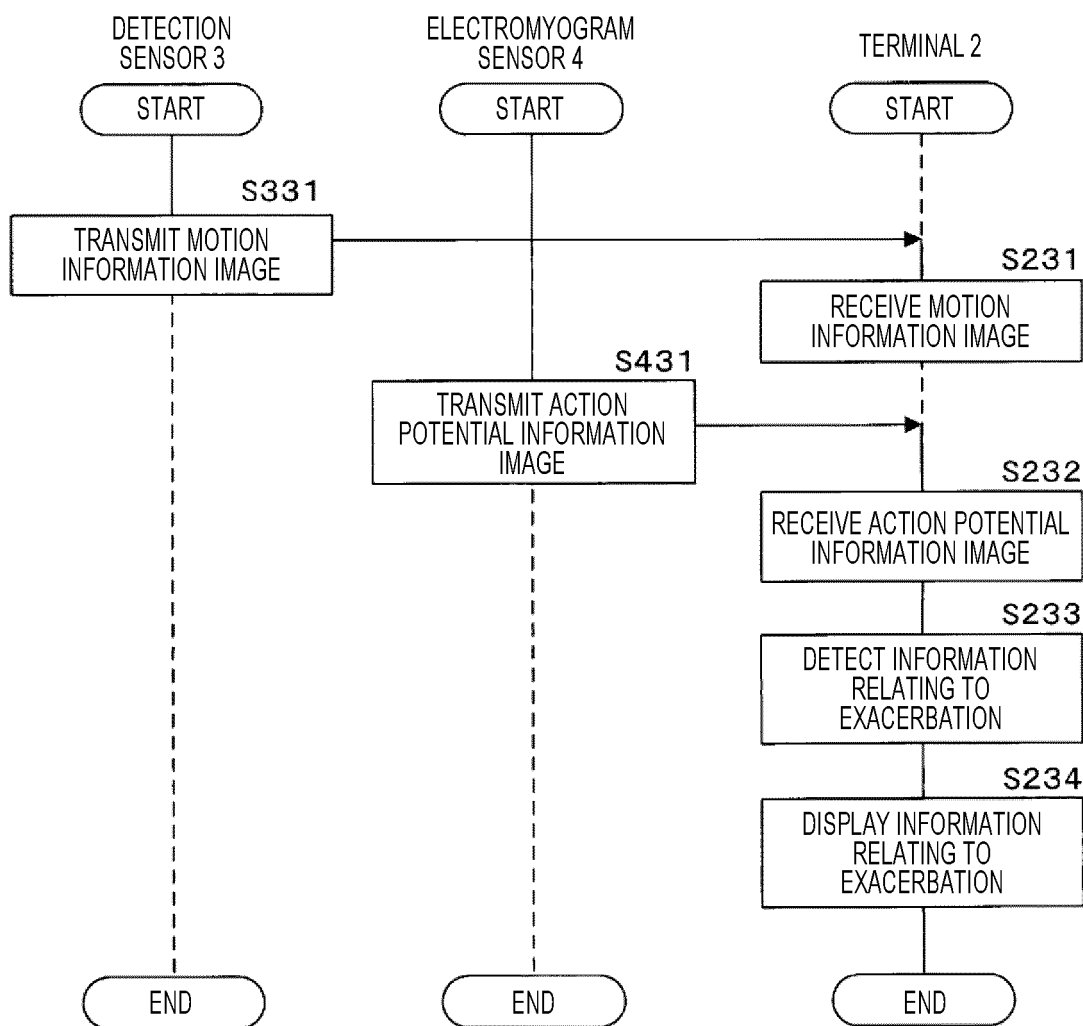 DETECTION
SENSOR 3
ELECTROMYOGRAM
SENSOR 4
TERMINAL 2
START
START
START
S331
TRANSMIT MOTION
INFORMATION IMAGE
S231
RECEIVE MOTION
INFORMATION IMAGE
S431
TRANSMIT ACTION
POTENTIAL INFORMATION
IMAGE
S232
RECEIVE ACTION POTENTIAL
INFORMATION IMAGE
S233
DETECT INFORMATION
RELATING TO
EXACERBATION
S234
DISPLAY INFORMATION
RELATING TO
EXACERBATION
END
END
END